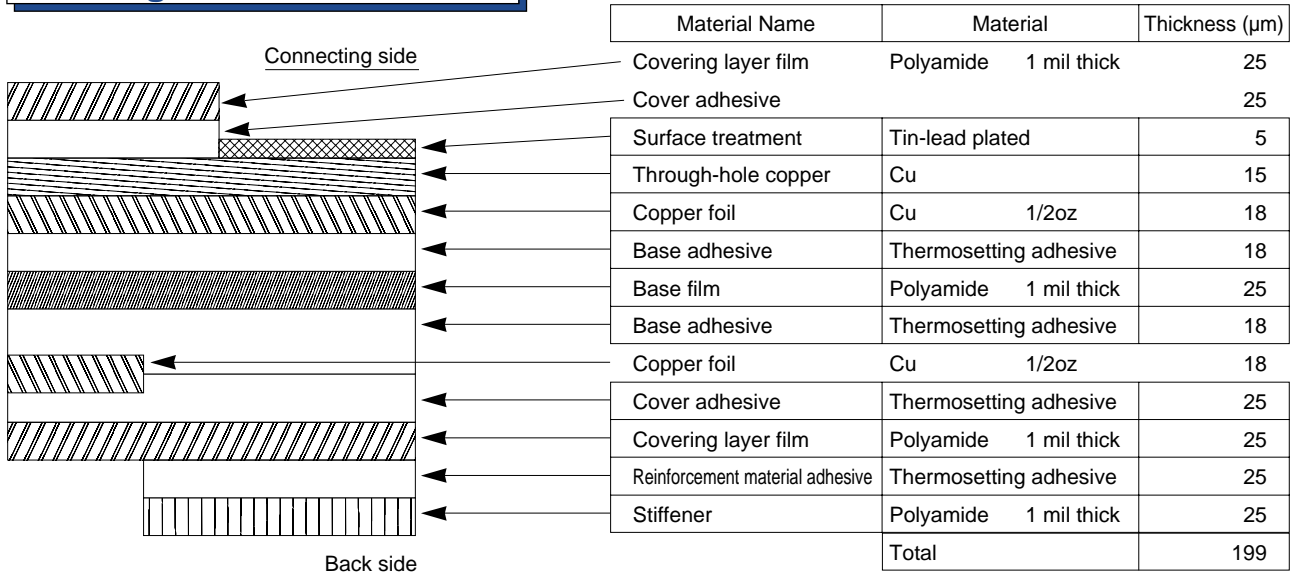 Connecting side
Material Name Material Thickness (µm)
Covering layer film Polyamide 1 mil thick 25
Cover adhesive 25
Surface treatment Tin-lead plated 5
Through-hole copper Cu 15
Copper foil Cu 1/2oz 18
Base adhesive Thermosetting adhesive 18
Base film Polyamide 1 mil thick 25
Base adhesive Thermosetting adhesive 18
Copper foil Cu 1/2oz 18
Cover adhesive Thermosetting adhesive 25
Covering layer film Polyamide 1 mil thick 25
Reinforcement material adhesive Thermosetting adhesive 25
Stiffener Polyamide 1 mil thick 25
Total 199
Back side